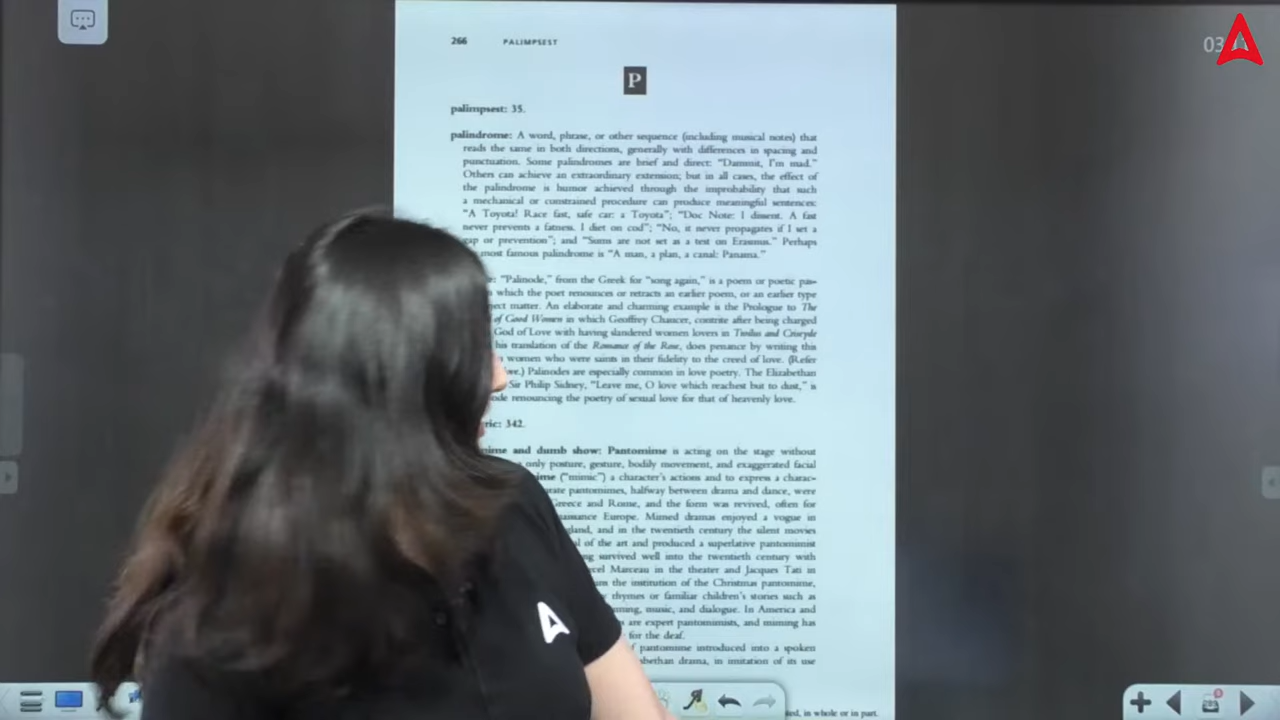 03
266 PALIMPSEST
P
palimpsest: 35.
palindrome: A word, phrase, or other sequence (including musical notes) that
reads the same in both directions, generally with differences in spacing and
punctuation. Some palindromes are brief and direct: “Dammit, I’m mad.”
Others can achieve an extraordinary extension; but in all cases, the effect of
the palindrome is humor achieved through the improbability that such
a mechanical or constrained procedure can produce meaningful sentences:
“A Toyota! Race fast, safe car: a Toyota”; “Doc Note: I dissent. A fast
never prevents a fatness. I diet on cod”; “No, it never propagates if I set a
gap or prevention”; and “Sums are not set as a test on Erasmus.” Perhaps
most famous palindrome is “A man, a plan, a canal: Panama.”
“Palinode,” from the Greek for “song again,” is a poem or poetic pas-
which the poet renounces or retracts an earlier poem, or an earlier type
matter. An elaborate and charming example is the Prologue to The
of Good Women in which Geoffrey Chaucer, contrite after being charged
God of Love with having slandered women lovers in Troilus and Criseyde
his translation of the Romance of the Rose, does penance by writing this
women who were saints in their fidelity to the creed of love. (Refer
Palinodes are especially common in love poetry. The Elizabethan
Sir Philip Sidney, “Leave me, O love which reachest but to dust,” is
renouncing the poetry of sexual love for that of heavenly love.
342.
and dumb show: Pantomime is acting on the stage without
only posture, gesture, bodily movement, and exaggerated facial
(“mimic”) a character’s actions and to express a charac-
pantomimes, halfway between drama and dance, were
Greece and Rome, and the form was revived, often for
Europe. Mimed dramas enjoyed a vogue in
and in the twentieth century the silent movies
of the art and produced a superlative pantomimist
survived well into the twentieth century with
Marceau in the theater and Jacques Tati in
the institution of the Christmas pantomime,
rhymes or familiar children’s stories such as
music, and dialogue. In America and
are expert pantomimists, and miming has
for the deaf.
pantomime introduced into a spoken
drama, in imitation of its use
in whole or in part.